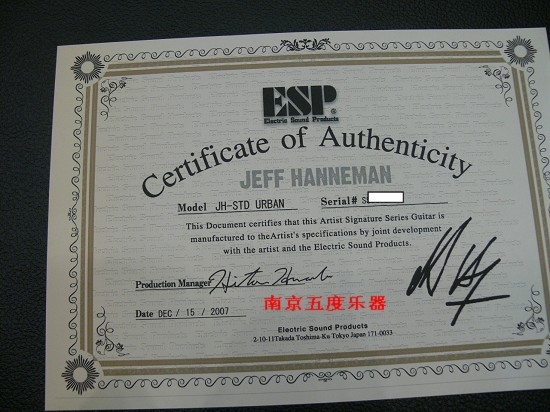 ESP®
Electric Sound Products
Certificate of Authenticity
JEFF HANNEMAN
Model JH-STD URBAN Serial# S
This Document certifies that this Artist Signature Series Guitar is
manufactured to theArtist's specifications by joint development
with the artist and the Electric Sound Products.
Production Manager
南京五度乐器
Date DEC / 15 / 2007
Electric Sound Products
2-10-11Takada Toshima-Ku Tokyo Japan 171-0033